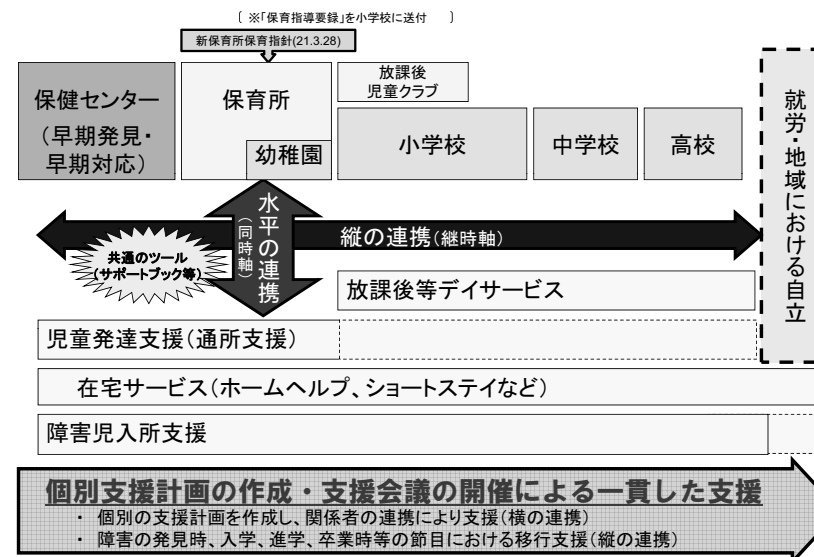 〔 ※「保育指導要録」を小学校に送付 〕
新保育所保育指針(21.3.28)
保健センター
(早期発見・
早期対応)
保育所
幼稚園
放課後
児童クラブ
小学校
中学校
高校
就労・地域における自立
水平の連携
(同時軸)
縦の連携(継時軸)
共通のツール
(サポートブック等)
放課後等デイサービス
児童発達支援(通所支援)
在宅サービス(ホームヘルプ、ショートステイなど)
障害児入所支援
個別支援計画の作成・支援会議の開催による一貫した支援
・ 個別の支援計画を作成し、関係者の連携により支援(横の連携)
・ 障害の発見時、入学、進学、卒業時等の節目における移行支援(縦の連携)